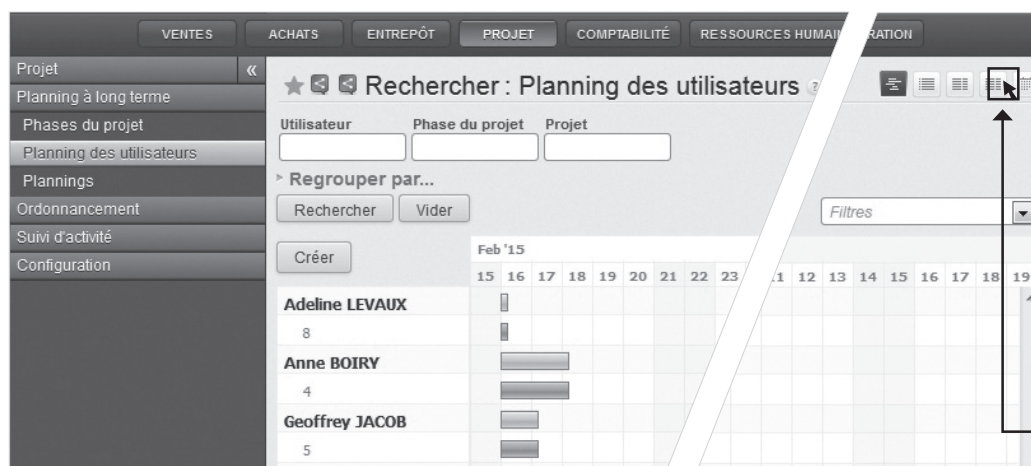 VENTES ACHATS ENTREPÔT PROJET COMPTABILITÉ RESSOURCES HUMAI RATION
Projet «
Planning à long terme
Phases du projet
Planning des utilisateurs
Plannings
Ordonnancement
Suivi d'activité
Configuration
Rechercher : Planning des utilisateurs ?
Utilisateur Phase du projet Projet
Regrouper par...
Rechercher Vider
Filtres
Créer
Feb '15
15 16 17 18 19 20 21 22 23 11 12 13 14 15 16 17 18 19
Adeline LEVAUX
8
Anne BOIRY
4
Geoffrey JACOB
5